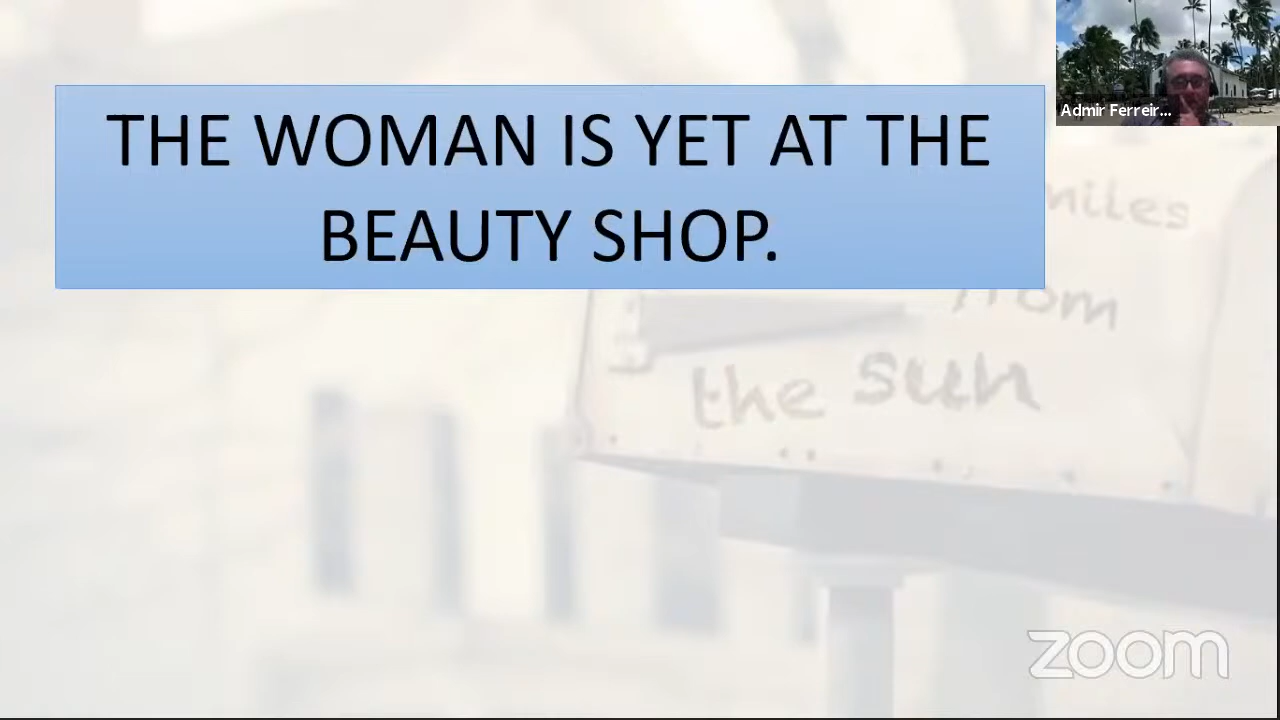 THE WOMAN IS YET AT THE
BEAUTY SHOP.
Admir Ferreir...
miles
from
the sun
zoom